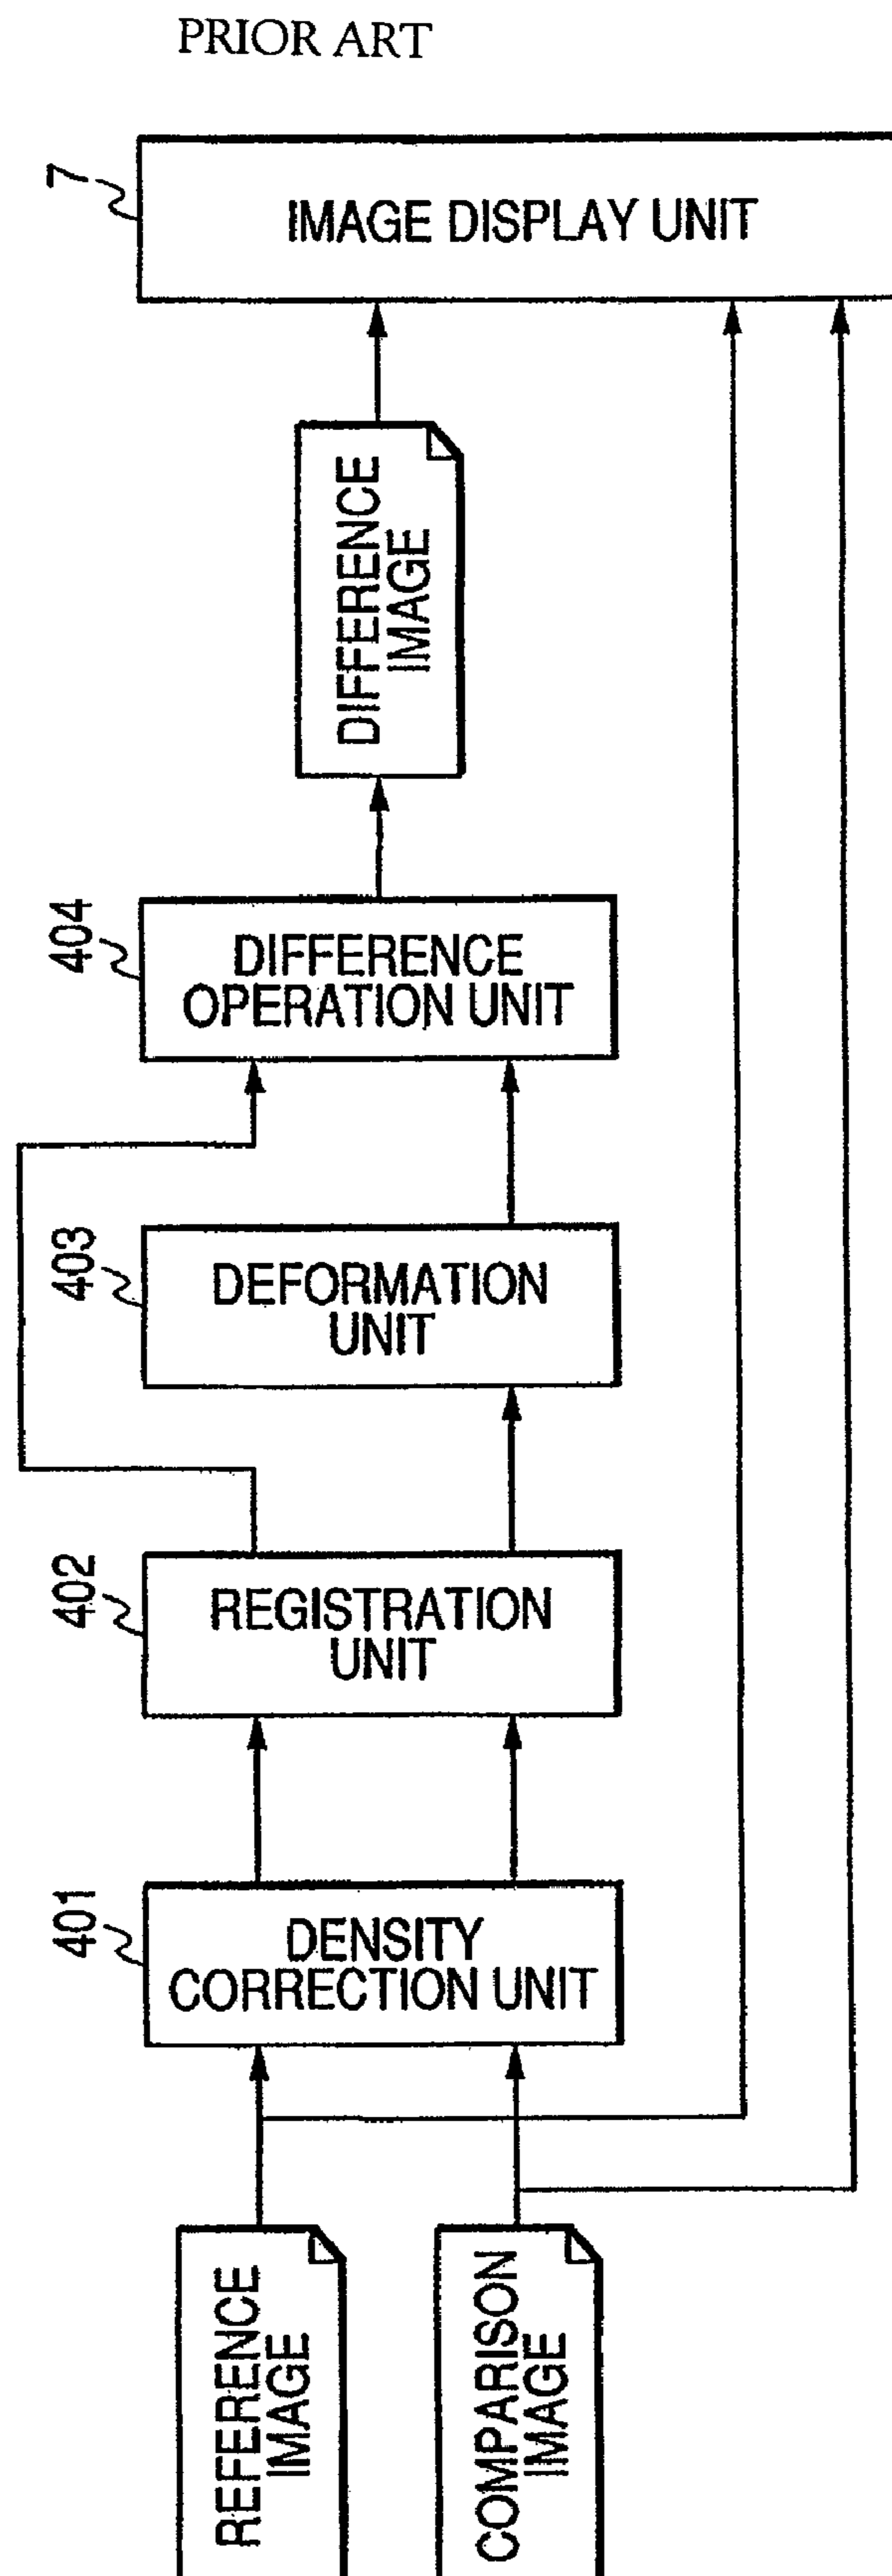 PRIOR ART
7
IMAGE DISPLAY UNIT
DIFFERENCE
IMAGE
404
DIFFERENCE
OPERATION UNIT
403
DEFORMATION
UNIT
402
REGISTRATION
UNIT
401
DENSITY
CORRECTION UNIT
REFERENCE
IMAGE
COMPARISON
IMAGE